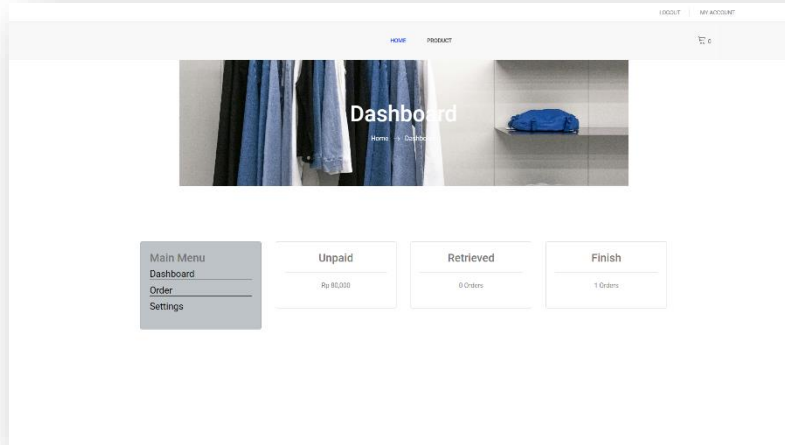 LOGOUT MY ACCOUNT
HOME PRODUCT 0
Dashboard
Home → Dashboard
Main Menu
Dashboard
Order
Settings
Unpaid
Rp 80,000
Retrieved
0 Orders
Finish
1 Orders